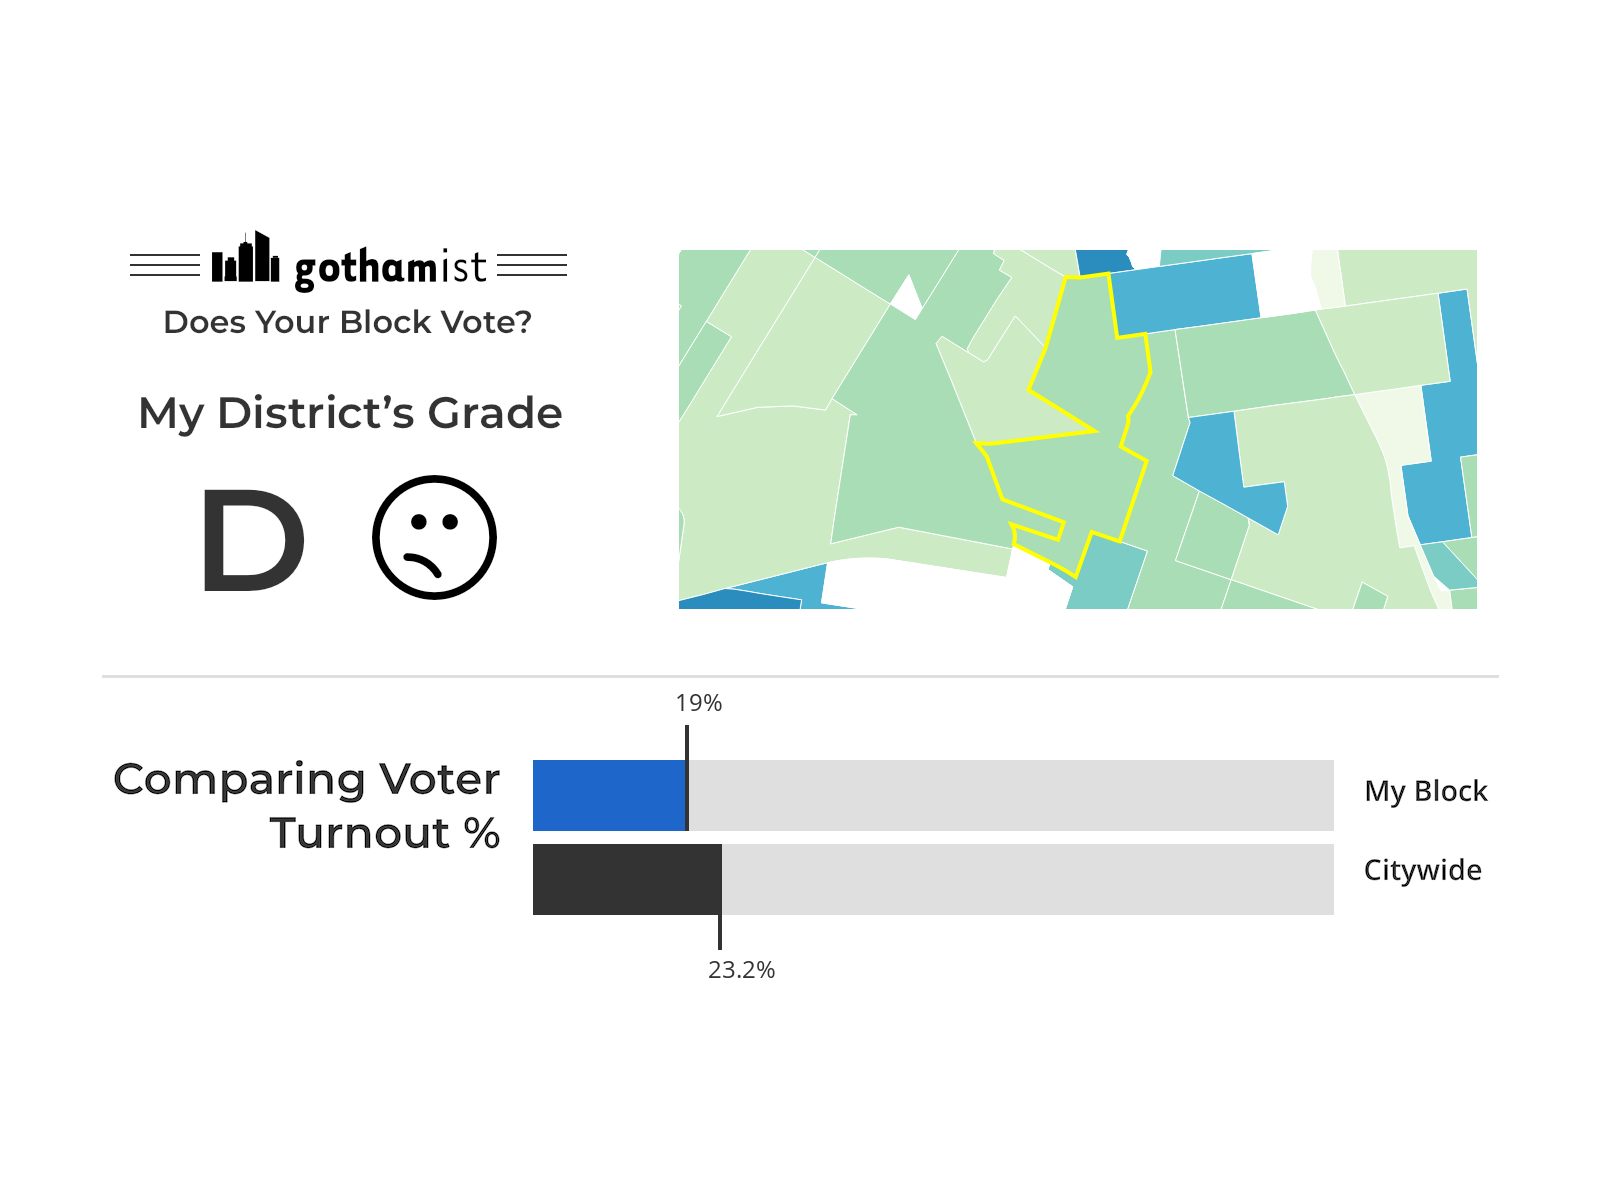 gothamist
Does Your Block Vote?
My District’s Grade
D
19%
Comparing Voter
Turnout %
My Block
Citywide
23.2%